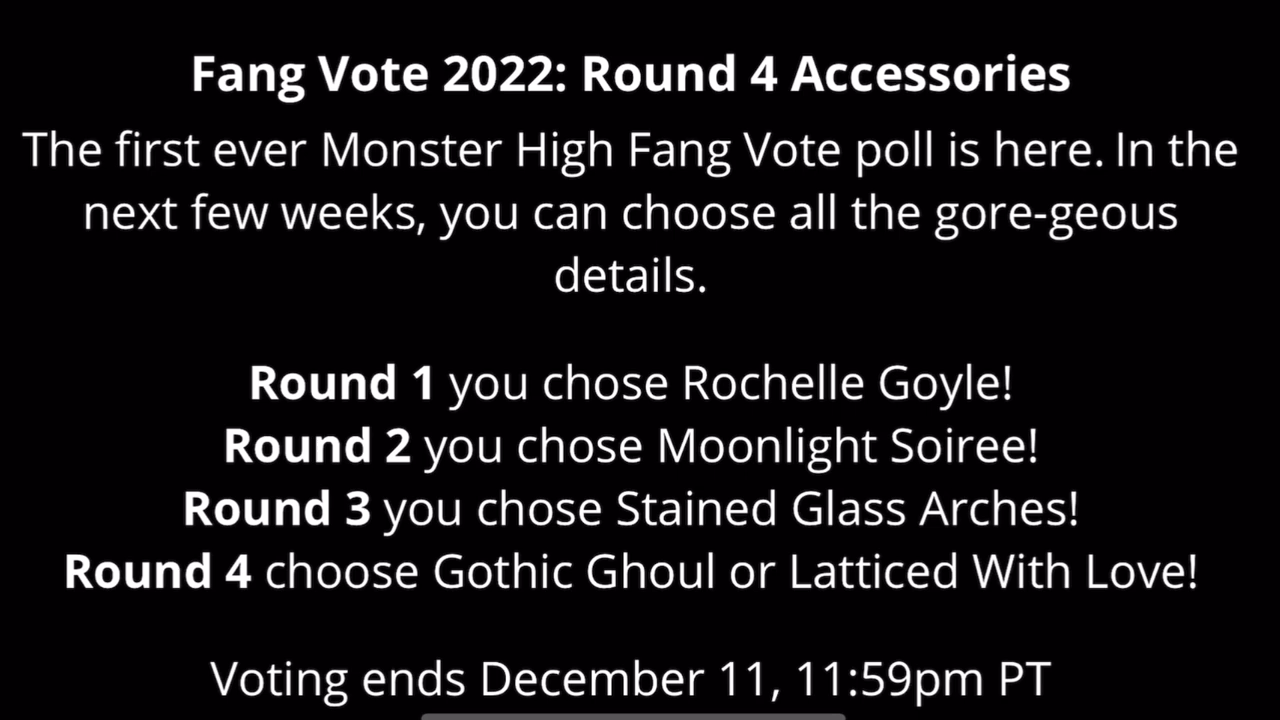 Fang Vote 2022: Round 4 Accessories
The first ever Monster High Fang Vote poll is here. In the
next few weeks, you can choose all the gore-geous
details.
Round 1 you chose Rochelle Goyle!
Round 2 you chose Moonlight Soiree!
Round 3 you chose Stained Glass Arches!
Round 4 choose Gothic Ghoul or Latticed With Love!
Voting ends December 11, 11:59pm PT